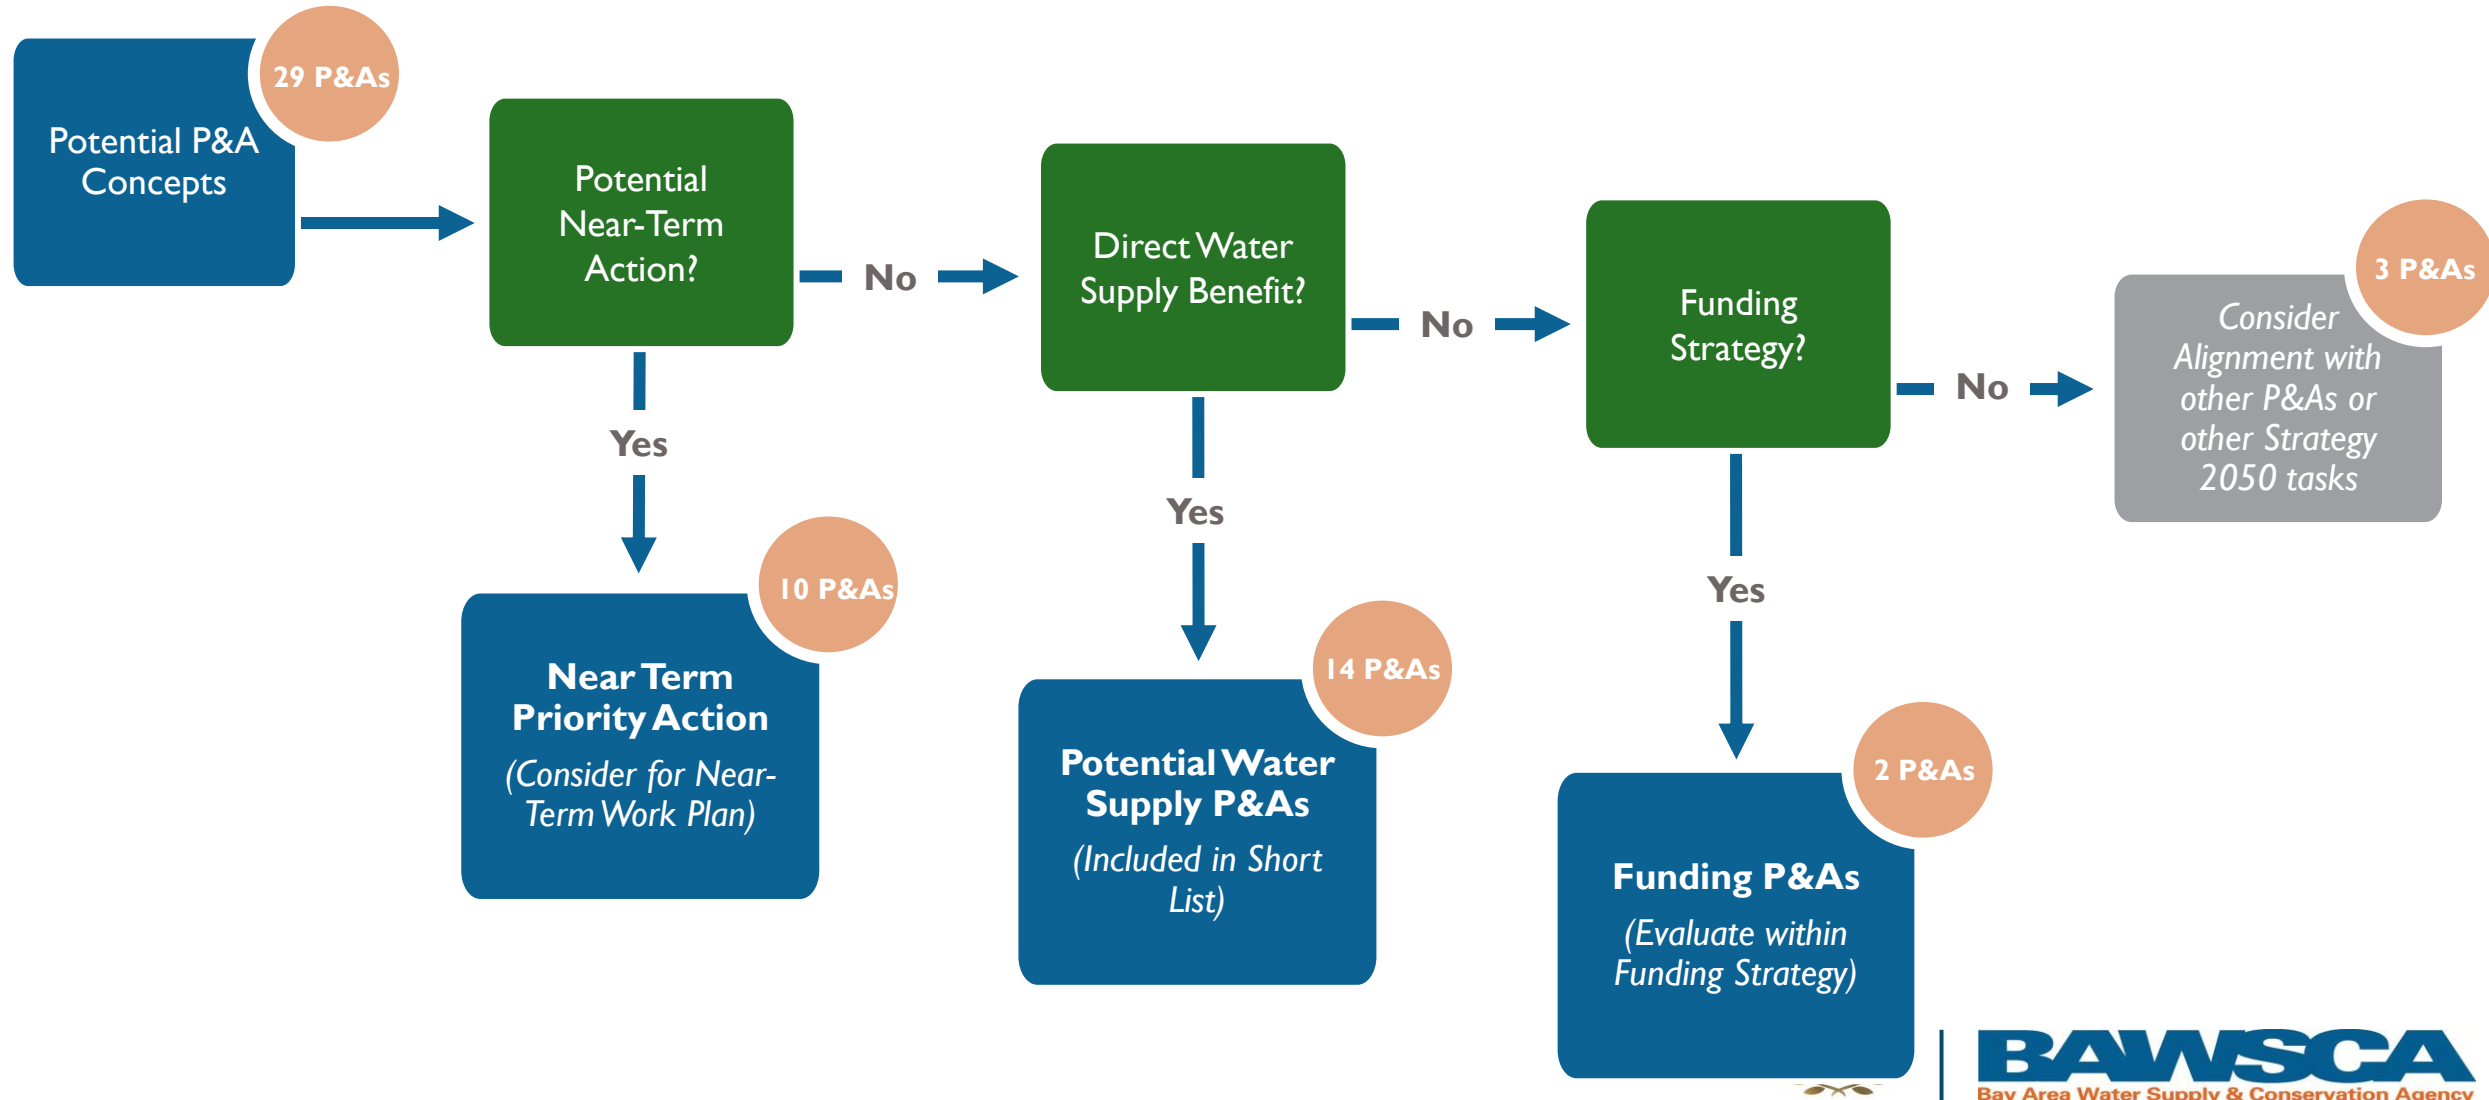 29 P&As
Potential P&A
Concepts
Potential
Near-Term
Action?
No
Direct Water
Supply Benefit?
No
Funding
Strategy?
No
3 P&As
Consider
Alignment with
other P&As or
other Strategy
2050 tasks
Yes
10 P&As
Near Term
Priority Action
(Consider for Near-
Term Work Plan)
Yes
14 P&As
Potential Water
Supply P&As
(Included in Short
List)
Yes
2 P&As
Funding P&As
(Evaluate within
Funding Strategy)
BAWSCA
Bay Area Water Supply & Conservation Agency